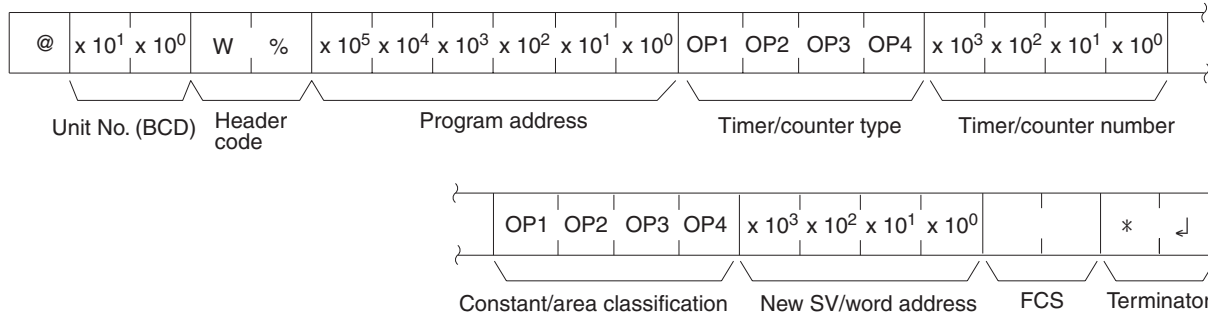 @ x 10¹ x 10⁰ W % x 10⁵ x 10⁴ x 10³ x 10² x 10¹ x 10⁰ OP1 OP2 OP3 OP4 x 10³ x 10² x 10¹ x 10⁰
Unit No. (BCD) Header code Program address Timer/counter type Timer/counter number
OP1 OP2 OP3 OP4 x 10³ x 10² x 10¹ x 10⁰ * ↵
Constant/area classification New SV/word address FCS Terminator